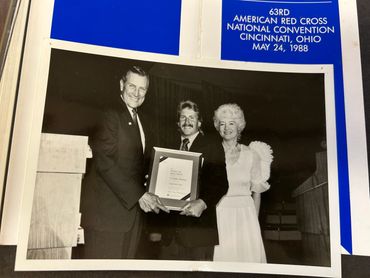 63RD
AMERICAN RED CROSS
NATIONAL CONVENTION
CINCINNATI, OHIO
MAY 24, 1988